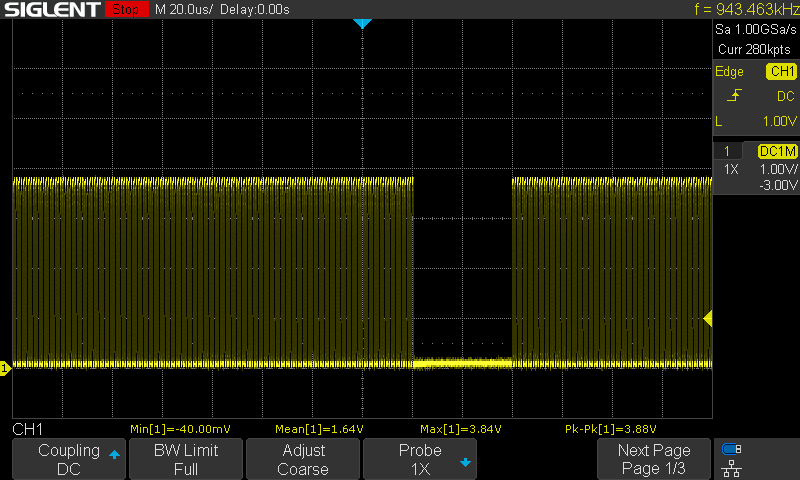 SIGLENT Stop M 20.0us/ Delay:0.00s f = 943.463kHz
Sa 1.00GSa/s
Curr 280kpts
Edge CH1
DC
L 1.00V
1 DC1M
1X 1.00V/
-3.00V
1
CH1 Min[1]=-40.00mV Mean[1]=1.64V Max[1]=3.84V Pk-Pk[1]=3.88V
Coupling BW Limit Adjust Probe Next Page
DC Full Coarse 1X Page 1/3